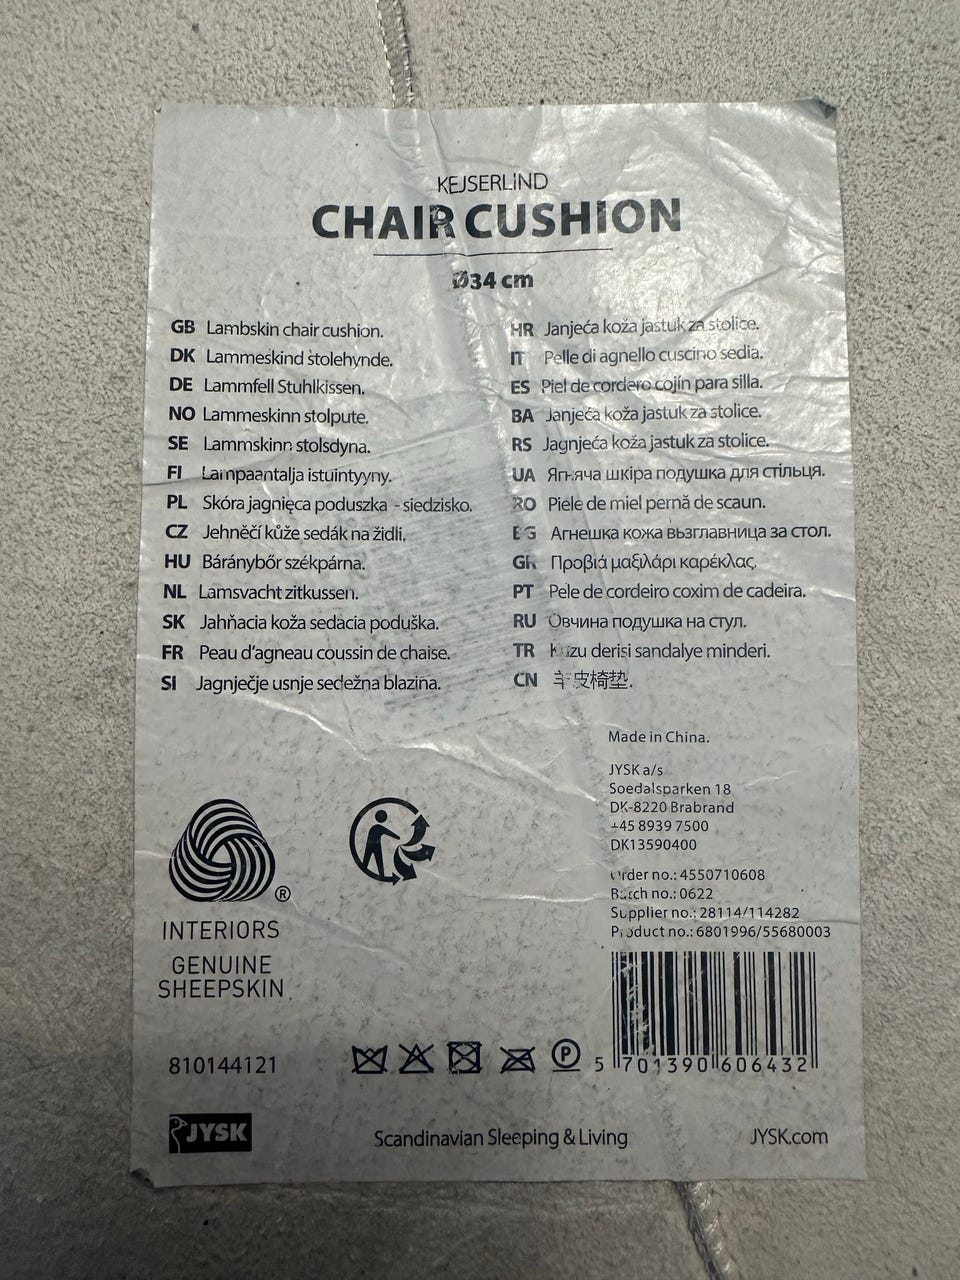 KEJSERLIND
CHAIR CUSHION
Ø34 cm
GB Lambskin chair cushion.
DK Lammeskind stolehynde.
DE Lammfell Stuhlkissen.
NO Lammeskinn stolpute.
SE Lammskinn stolsdyna.
FI Lampaantalja istuintyyny.
PL Skóra jagnięca poduszka - siedzisko.
CZ Jehněčí kůže sedák na židli.
HU Báránybőr székpárna.
NL Lamsvacht zitkussen.
SK Jahňacia koža sedacia poduška.
FR Peau d'agneau coussin de chaise.
SI Jagnječje usnje sedežna blazina.
HR Janjeća koža jastuk za stolice.
IT Pelle di agnello cuscino sedia.
ES Piel de cordero cojín para silla.
BA Janjeća koža jastuk za stolice.
RS Jagnjeća koža jastuk za stolice.
UA Ягняча шкіра подушка для стільця.
RO Piele de miel pernă de scaun.
BG Агнешка кожа възглавница за стол.
GR Προβιά μαξιλάρι καρέκλας.
PT Pele de cordeiro coxim de cadeira.
RU Овчина подушка на стул.
TR Kuzu derisi sandalye minderi.
CN 羊皮椅垫.
Made in China.
JYSK a/s
Soedalsparken 18
DK-8220 Brabrand
+45 8939 7500
DK13590400
Order no.: 4550710608
Batch no.: 0622
Supplier no.: 28114/114282
Product no.: 6801996/55680003
®
INTERIORS
GENUINE
SHEEPSKIN
810144121
P
5 701390 606432
JYSK
Scandinavian Sleeping & Living
JYSK.com